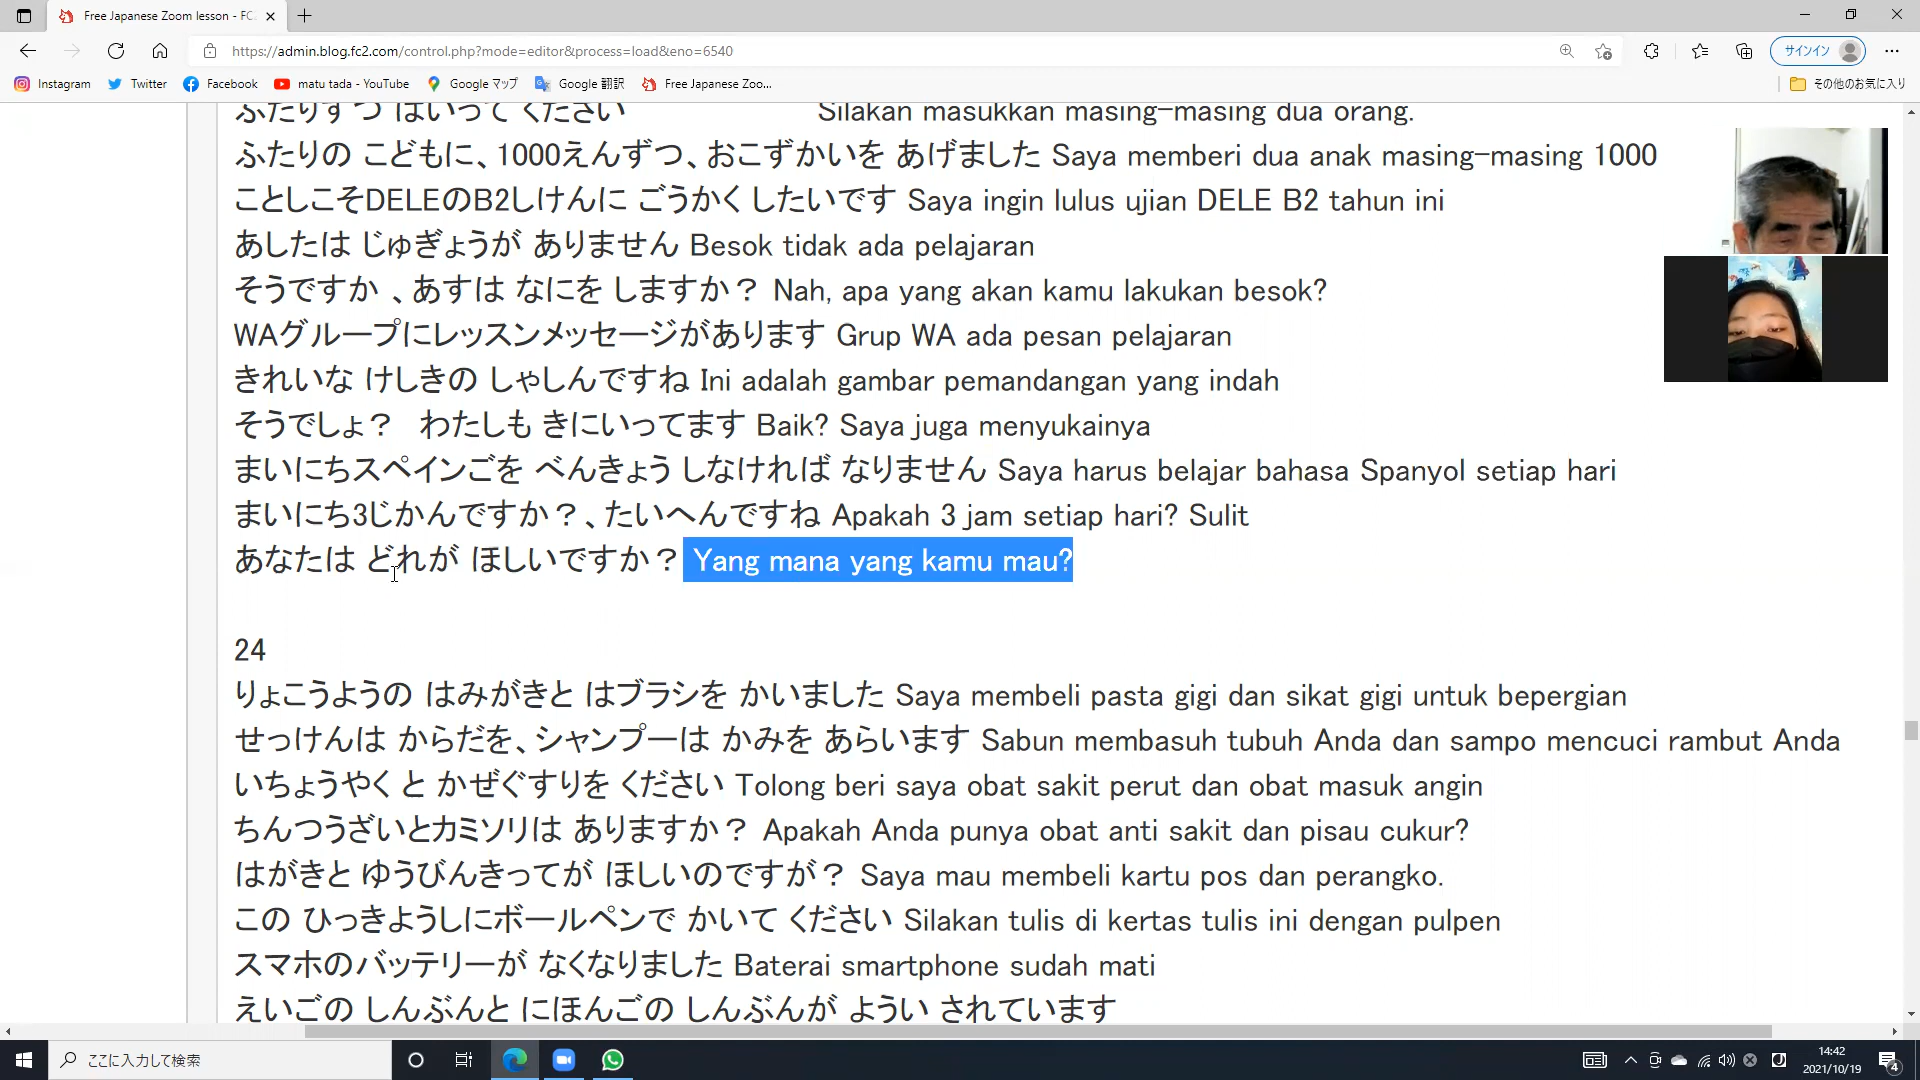 Free Japanese Zoom lesson - FC
https://admin.blog.fc2.com/control.php?mode=editor&process=load&eno=6540
サインイン
Instagram Twitter Facebook matu tada - YouTube Google マップ Google 翻訳 Free Japanese Zoo... その他のお気に入り
ふたりずつ はいって ください Silakan masukkan masing-masing dua orang.
ふたりの こどもに、1000えんずつ、おこずかいを あげました Saya memberi dua anak masing-masing 1000
ことしこそDELEのB2しけんに ごうかく したいです Saya ingin lulus ujian DELE B2 tahun ini
あしたは じゅぎょうが ありません Besok tidak ada pelajaran
そうですか 、あすは なにを しますか？ Nah, apa yang akan kamu lakukan besok?
WAグループにレッスンメッセージがあります Grup WA ada pesan pelajaran
きれいな けしきの しゃしんですね Ini adalah gambar pemandangan yang indah
そうでしょ？ わたしも きにいってます Baik? Saya juga menyukainya
まいにちスペインごを べんきょう しなければ なりません Saya harus belajar bahasa Spanyol setiap hari
まいにち3じかんですか？、たいへんですね Apakah 3 jam setiap hari? Sulit
あなたは どれが ほしいですか？ Yang mana yang kamu mau?
24
りょこうようの はみがきと はブラシを かいました Saya membeli pasta gigi dan sikat gigi untuk bepergian
せっけんは からだを、シャンプーは かみを あらいます Sabun membasuh tubuh Anda dan sampo mencuci rambut Anda
いちょうやく と かぜぐすりを ください Tolong beri saya obat sakit perut dan obat masuk angin
ちんつうざいとカミソリは ありますか？ Apakah Anda punya obat anti sakit dan pisau cukur?
はがきと ゆうびんきってが ほしいのですが？ Saya mau membeli kartu pos dan perangko.
この ひっきようしにボールペンで かいて ください Silakan tulis di kertas tulis ini dengan pulpen
スマホのバッテリーが なくなりました Baterai smartphone sudah mati
えいごの しんぶんと にほんごの しんぶんが ようい されています
ここに入力して検索
14:42
2021/10/19
4